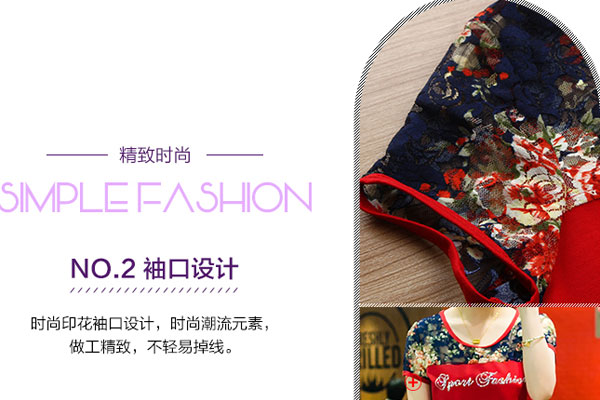 精致时尚
SIMPLE FASHION
NO.2 袖口设计
时尚印花袖口设计，时尚潮流元素，
做工精致，不轻易掉线。
Sport Fashion